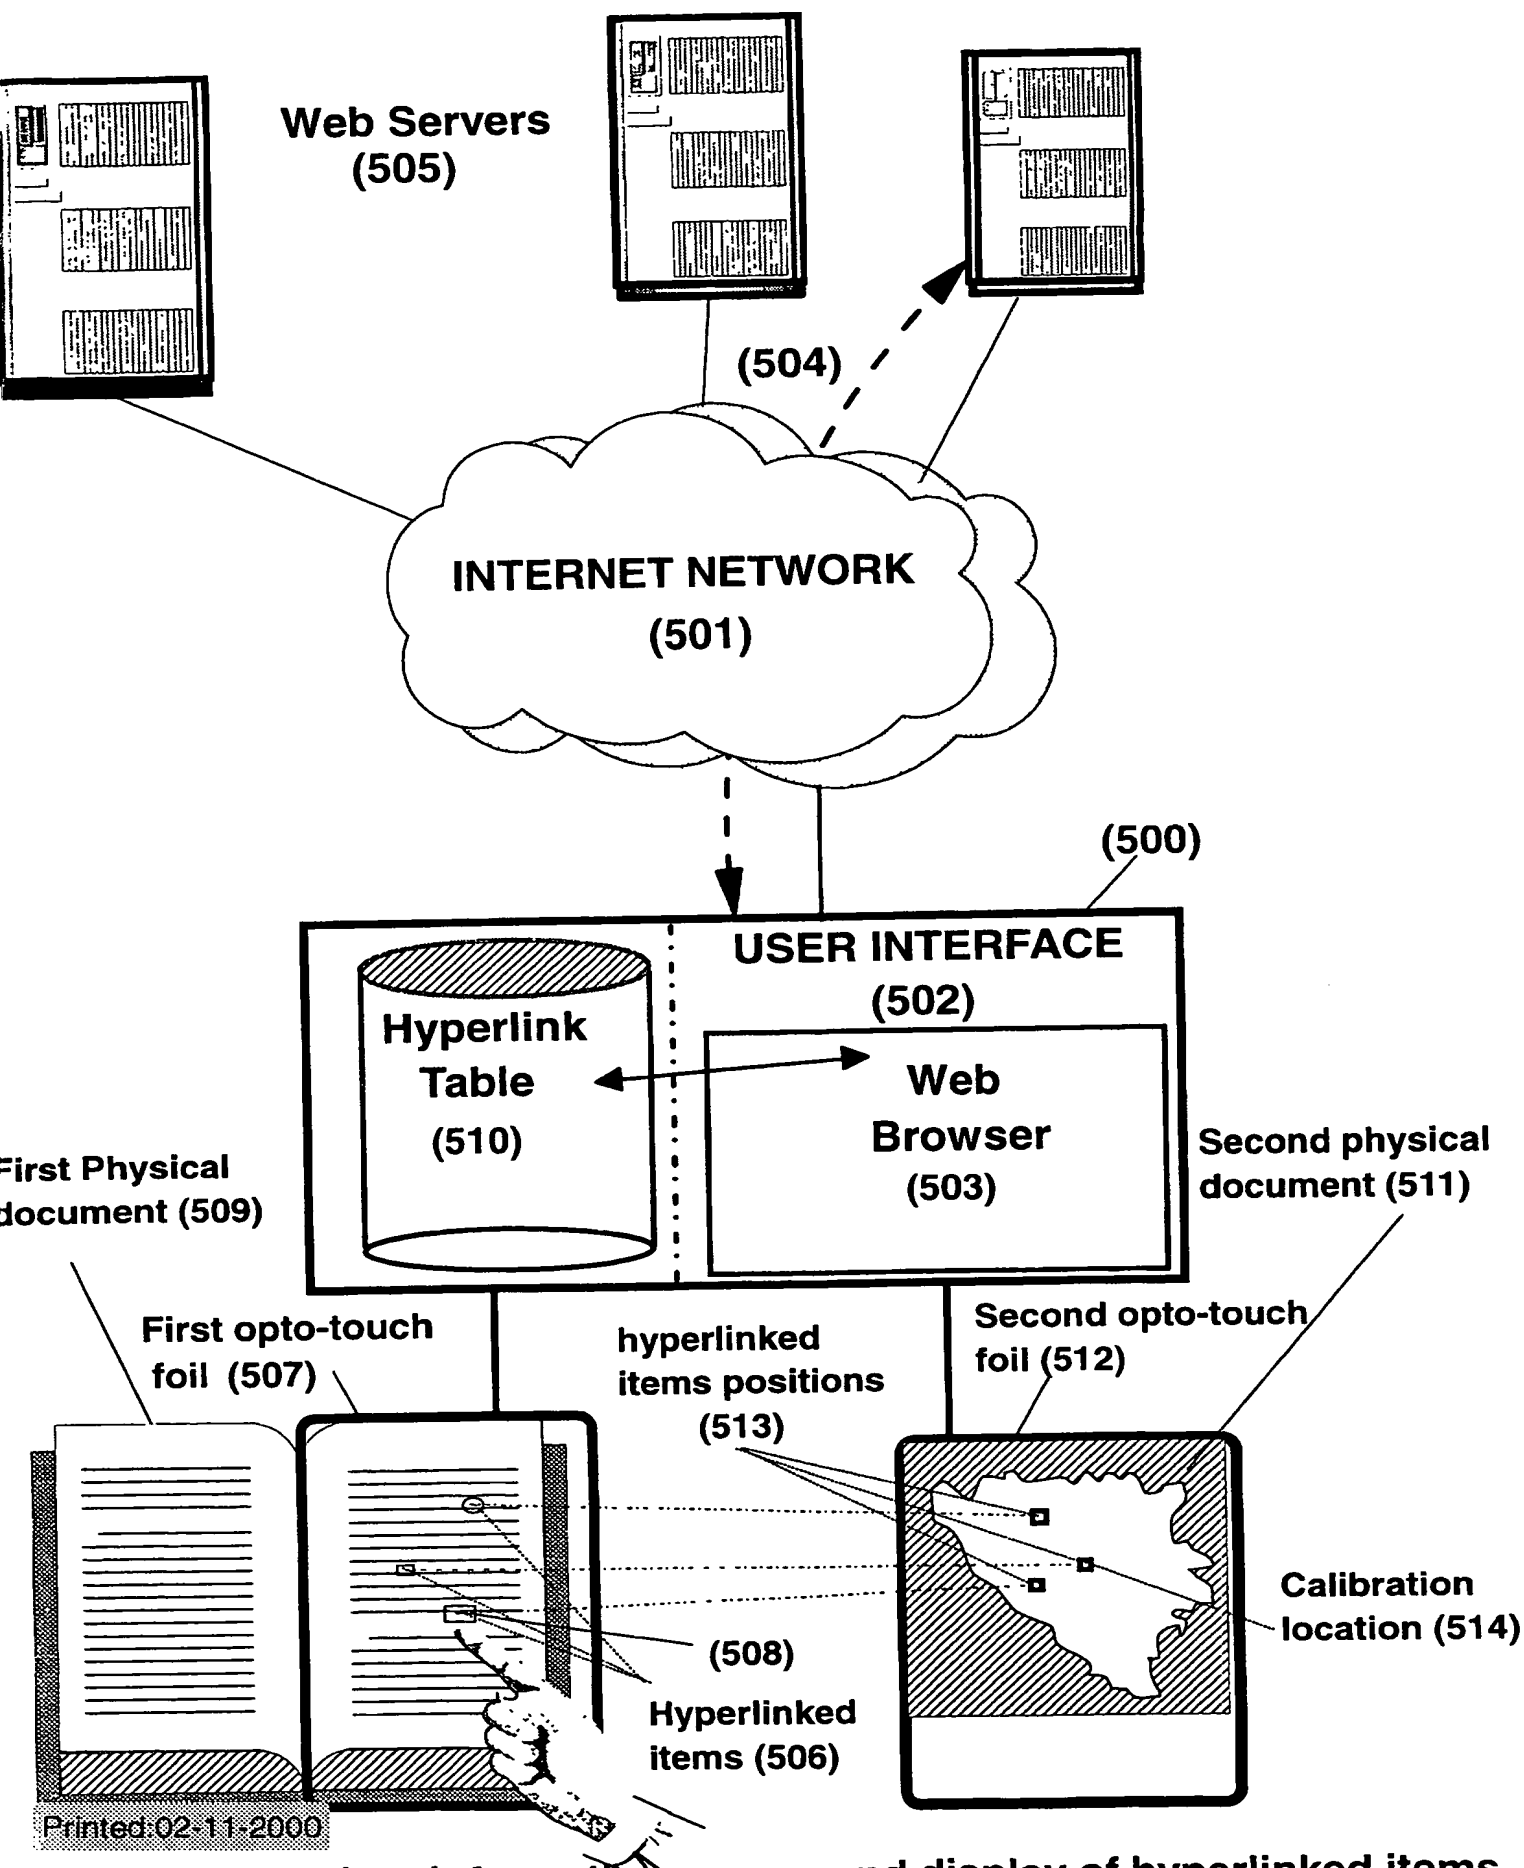 Web Servers
(505)
(504)
INTERNET NETWORK
(501)
(500)
USER INTERFACE
(502)
Hyperlink
Table
(510)
Web
Browser
(503)
First Physical
document (509)
Second physical
document (511)
First opto-touch
foil (507)
hyperlinked
items positions
(513)
Second opto-touch
foil (512)
Calibration
location (514)
(508)
Hyperlinked
items (506)
Printed:02-11-2000
display of hyperlinked items